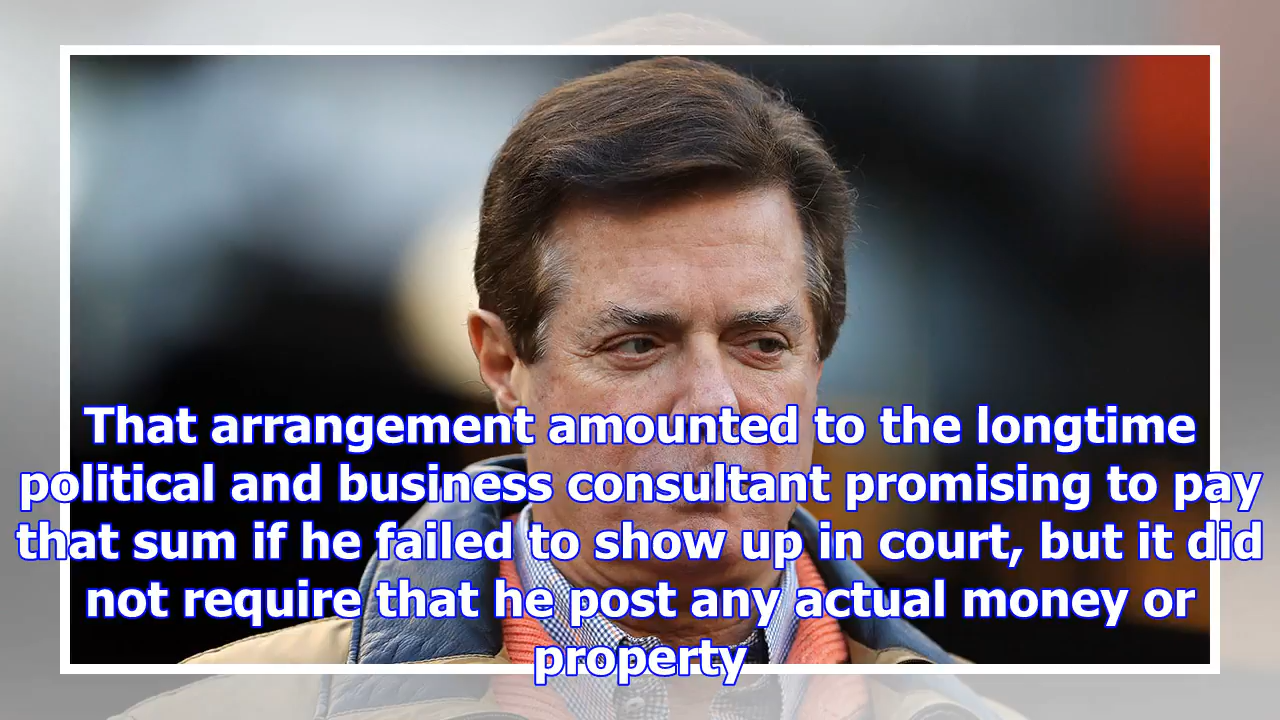 That arrangement amounted to the longtime
political and business consultant promising to pay
that sum if he failed to show up in court, but it did
not require that he post any actual money or
property